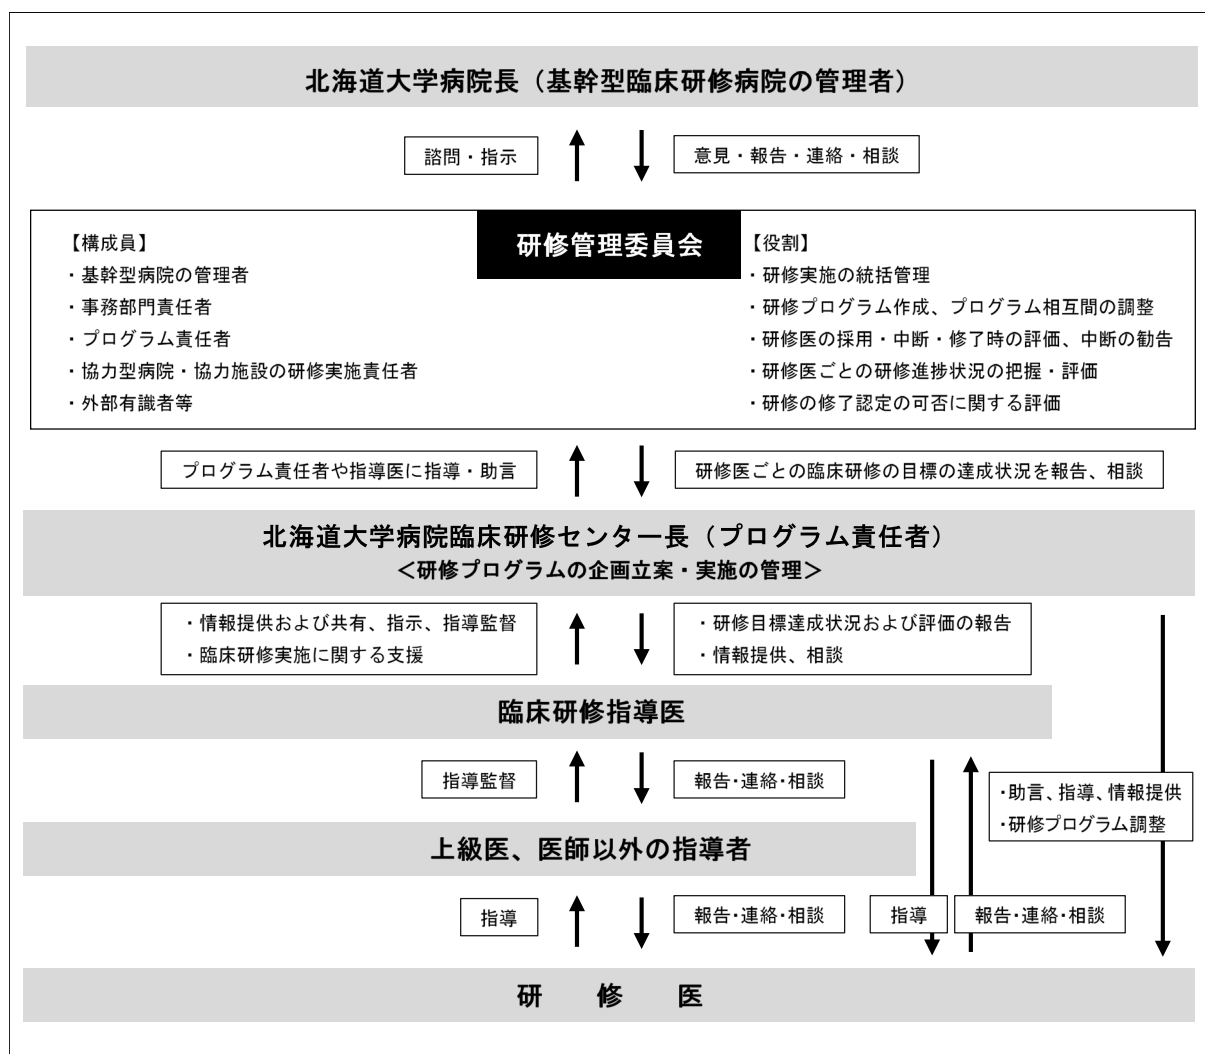 北海道大学病院長（基幹型臨床研修病院の管理者）
諮問・指示
意見・報告・連絡・相談
研修管理委員会
【構成員】
・基幹型病院の管理者
・事務部門責任者
・プログラム責任者
・協力型病院・協力施設の研修実施責任者
・外部有識者等
【役割】
・研修実施の統括管理
・研修プログラム作成、プログラム相互間の調整
・研修医の採用・中断・修了時の評価、中断の勧告
・研修医ごとの研修進捗状況の把握・評価
・研修の修了認定の可否に関する評価
プログラム責任者や指導医に指導・助言
研修医ごとの臨床研修の目標の達成状況を報告、相談
北海道大学病院臨床研修センター長（プログラム責任者）
＜研修プログラムの企画立案・実施の管理＞
・情報提供および共有、指示、指導監督
・臨床研修実施に関する支援
・研修目標達成状況および評価の報告
・情報提供、相談
臨床研修指導医
指導監督
報告・連絡・相談
・助言、指導、情報提供
・研修プログラム調整
上級医、医師以外の指導者
指導
報告・連絡・相談
指導
報告・連絡・相談
研　修　医